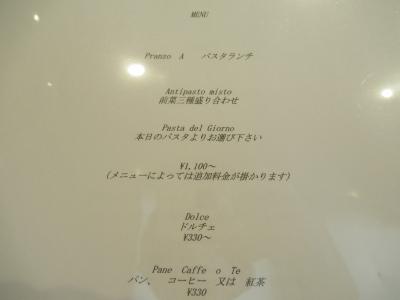 MENU
Pranzo A パスタランチ
Antipasto misto
前菜三種盛り合わせ
Pasta del Giorno
本日のパスタよりお選び下さい
¥1,100～
(メニューによっては追加料金が掛かります)
Dolce
ドルチェ
¥330～
Pane Caffe o Te
パン、 コーヒー 又は 紅茶
¥330